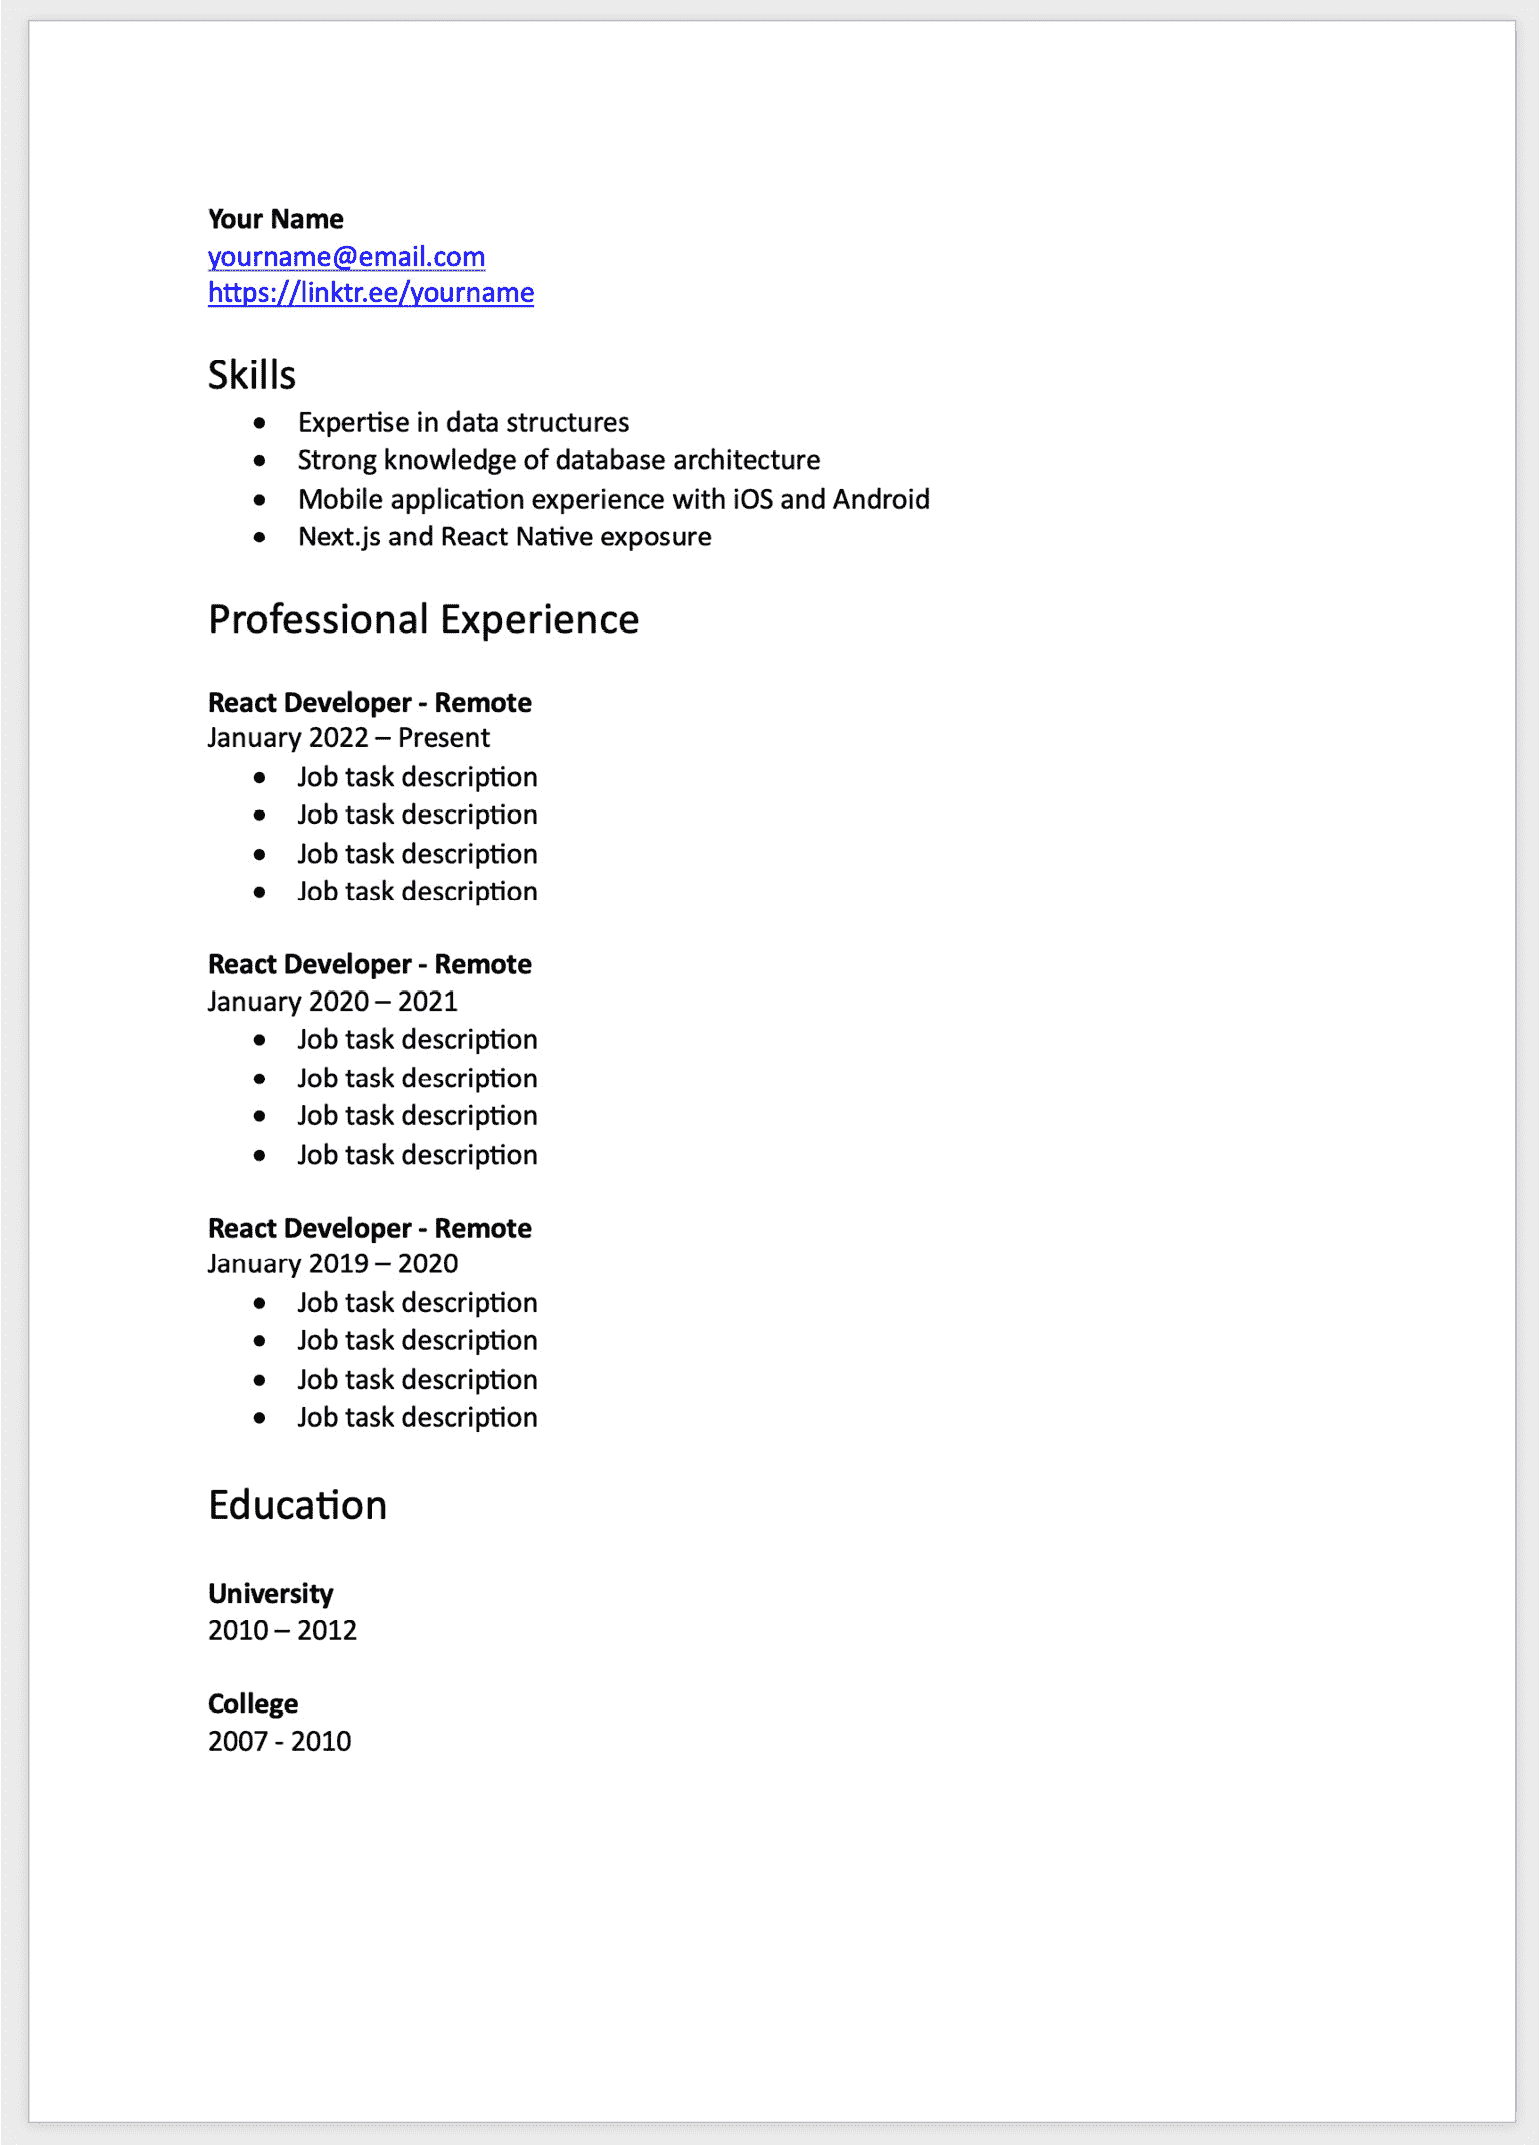 Your Name
yourname@email.com
https://linktr.ee/yourname
Skills
• Expertise in data structures
• Strong knowledge of database architecture
• Mobile application experience with iOS and Android
• Next.js and React Native exposure
Professional Experience
React Developer - Remote
January 2022 – Present
• Job task description
• Job task description
• Job task description
• Job task description
React Developer - Remote
January 2020 – 2021
• Job task description
• Job task description
• Job task description
• Job task description
React Developer - Remote
January 2019 – 2020
• Job task description
• Job task description
• Job task description
• Job task description
Education
University
2010 – 2012
College
2007 - 2010